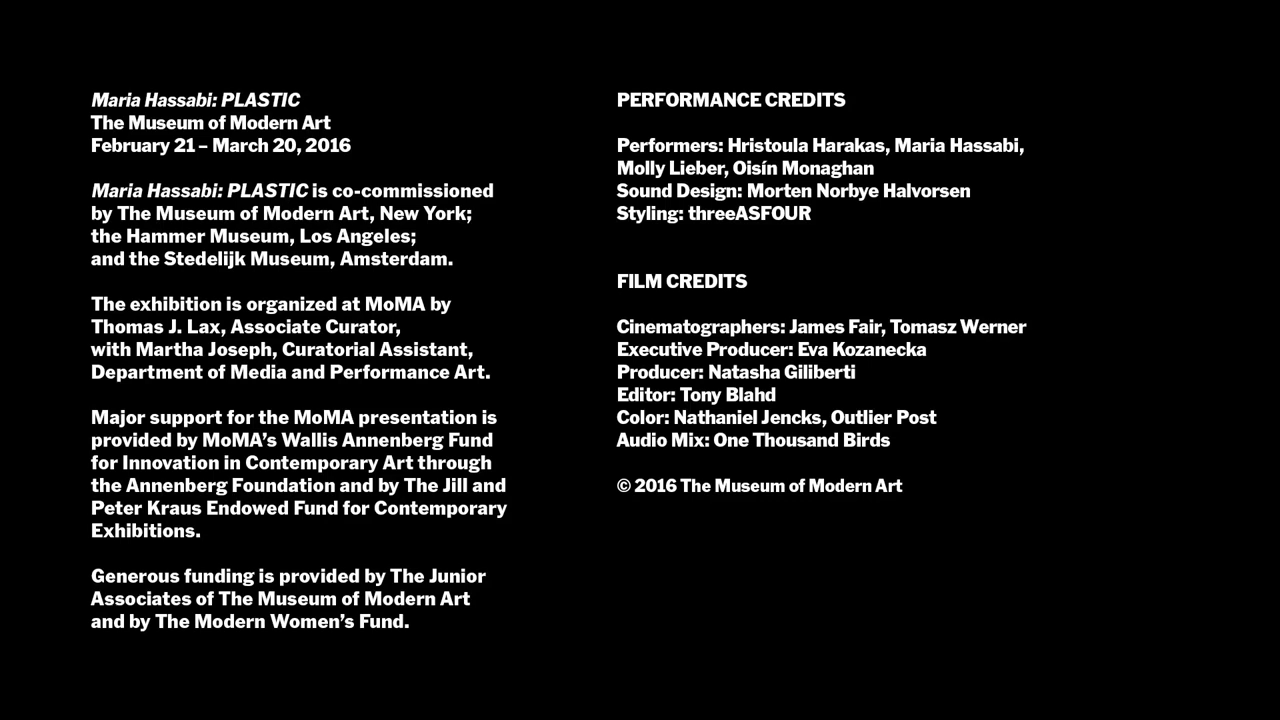 Maria Hassabi: PLASTIC
The Museum of Modern Art
February 21 – March 20, 2016
Maria Hassabi: PLASTIC is co-commissioned
by The Museum of Modern Art, New York;
the Hammer Museum, Los Angeles;
and the Stedelijk Museum, Amsterdam.
The exhibition is organized at MoMA by
Thomas J. Lax, Associate Curator,
with Martha Joseph, Curatorial Assistant,
Department of Media and Performance Art.
Major support for the MoMA presentation is
provided by MoMA’s Wallis Annenberg Fund
for Innovation in Contemporary Art through
the Annenberg Foundation and by The Jill and
Peter Kraus Endowed Fund for Contemporary
Exhibitions.
Generous funding is provided by The Junior
Associates of The Museum of Modern Art
and by The Modern Women’s Fund.
PERFORMANCE CREDITS
Performers: Hristoula Harakas, Maria Hassabi,
Molly Lieber, Oisín Monaghan
Sound Design: Morten Norbye Halvorsen
Styling: threeASFOUR
FILM CREDITS
Cinematographers: James Fair, Tomasz Werner
Executive Producer: Eva Kozanecka
Producer: Natasha Giliberti
Editor: Tony Blahd
Color: Nathaniel Jencks, Outlier Post
Audio Mix: One Thousand Birds
© 2016 The Museum of Modern Art